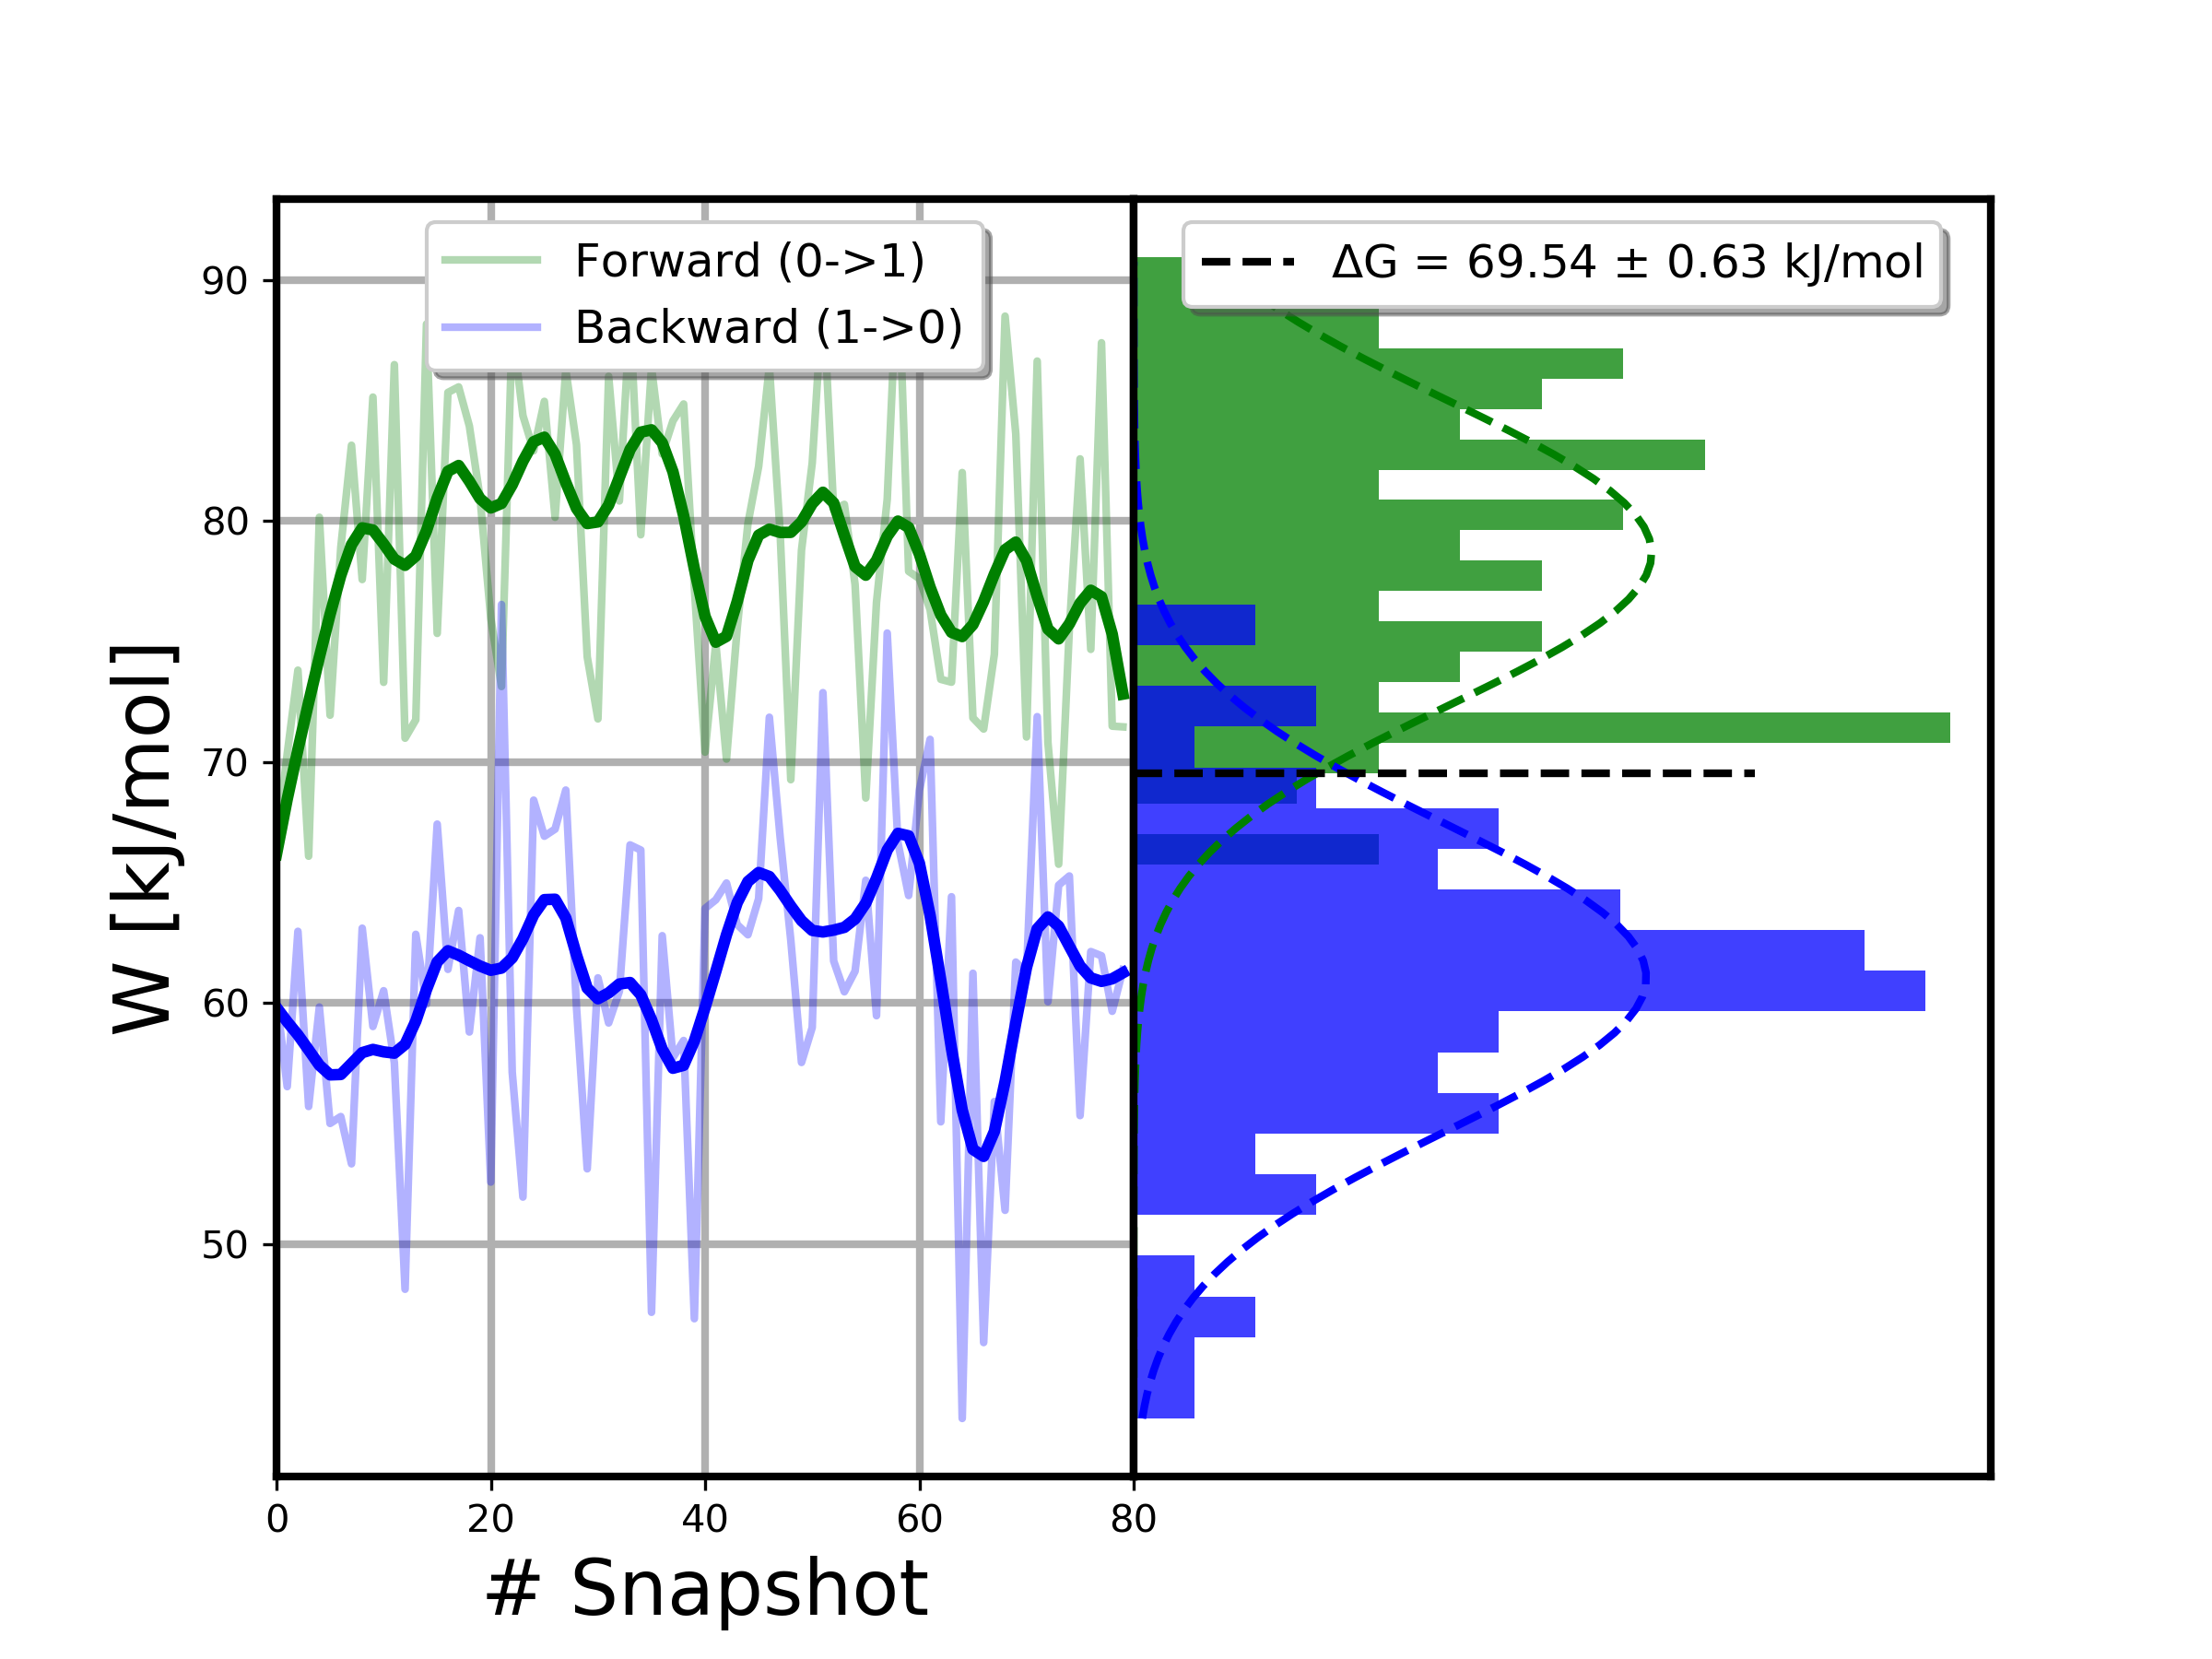 Forward (0->1)
Backward (1->0)
ΔG = 69.54 ± 0.63 kJ/mol
90
80
70
60
50
W [kJ/mol]
0 20 40 60 80
# Snapshot